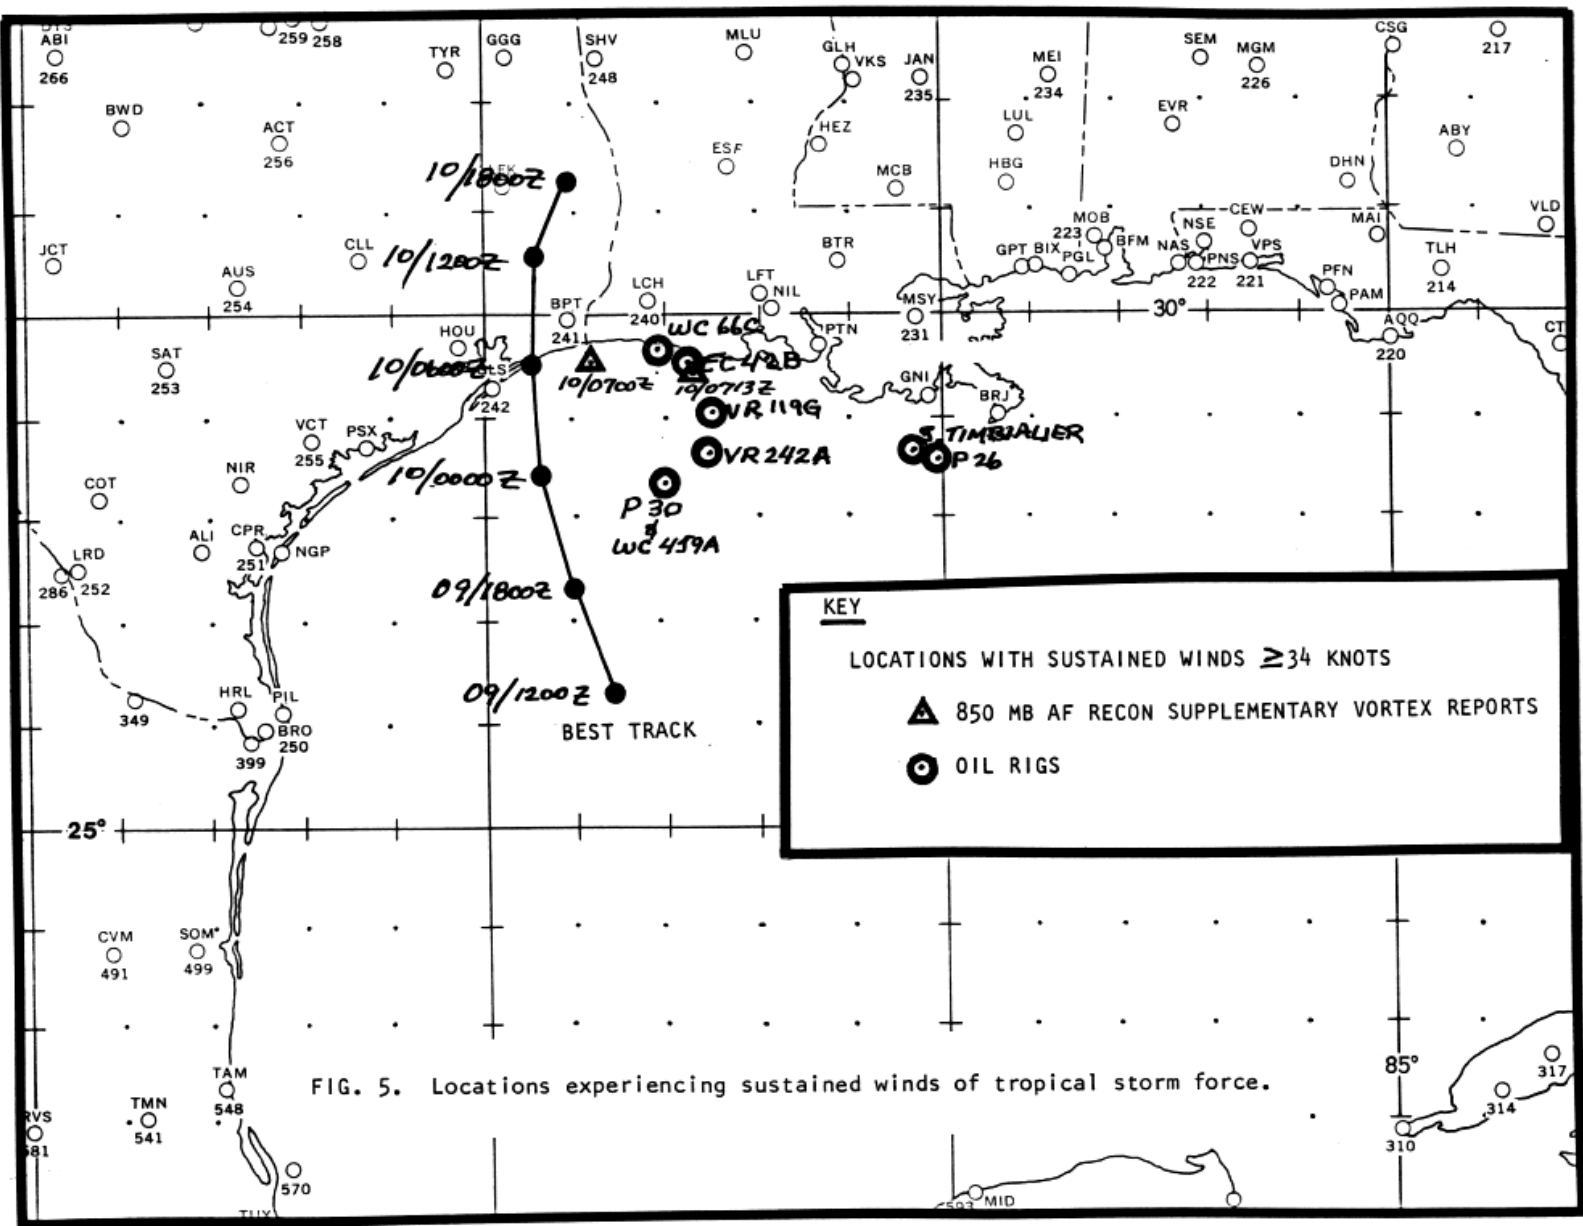 ABI
266
259 258
TYR
GGG
SHV
248
MLU
GLH
VKS
JAN
235
MEI
234
SEM
MGM
226
CSG
217
BWD
ACT
256
ESF
HEZ
LUL
EVR
ABY
10/1800Z
MCB
HBG
DHN
JCT
CLL
10/1200Z
BTR
MOB
223
BFM
GPT BIX
PGL
NSE
CEW
NAS
PNS
222
VPS
221
MAI
VLD
TLH
214
AUS
254
LCH
240
LFT
NIL
PFN
PAM
BPT
241
MSY
231
30°
AQQ
220
CT
HOU
WC 66C
PTN
SAT
253
10/0600Z
GLS
242
10/0700Z
EC 42B
10/0713Z
GNI
BRJ
VR 119G
VCT
255
PSX
S. TIMBALIER
P 26
VR 242A
NIR
10/0000Z
COT
P 30
&
WC 459A
ALI
CPR
251
NGP
LRD
286
252
09/1800Z
KEY
LOCATIONS WITH SUSTAINED WINDS ≥34 KNOTS
850 MB AF RECON SUPPLEMENTARY VORTEX REPORTS
OIL RIGS
09/1200Z
BEST TRACK
349
HRL
PIL
BRO
250
399
25°
CVM
491
SOM
499
85°
FIG. 5. Locations experiencing sustained winds of tropical storm force.
TAM
548
TMN
541
317
314
310
570
MID